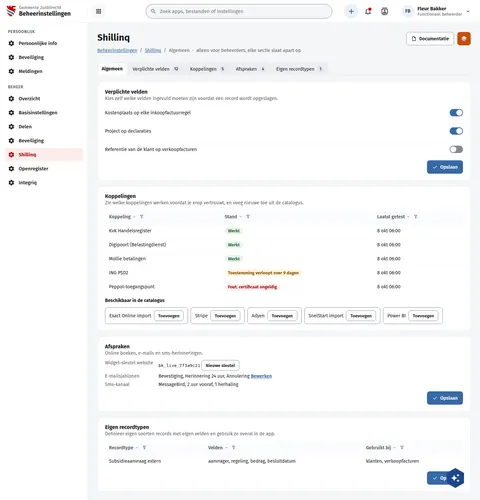 Gemeente Zuiddrecht
Beheerinstellingen
Zoek apps, bestanden of instellingen
FB
Fleur Bakker
Functioneel beheerder
PERSOONLIJK
Persoonlijke info
Beveiliging
Meldingen
BEHEER
Overzicht
Basisinstellingen
Delen
Beveiliging
Shillinq
Openregister
Integriq
Shillinq
Beheerinstellingen / Shillinq / Algemeen · alleen voor beheerders, elke sectie slaat apart op
Documentatie
Algemeen
Verplichte velden 12
Koppelingen 5
Afspraken 4
Eigen recordtypen 1
Verplichte velden
Kies zelf welke velden ingevuld moeten zijn voordat een record wordt opgeslagen.
Kostenplaats op elke inkoopfactuurregel
Project op declaraties
Referentie van de klant op verkoopfacturen
Opslaan
Koppelingen
Zie welke koppelingen werken voordat je erop vertrouwt, en voeg nieuwe toe uit de catalogus.
Koppeling Stand Laatst getest
KvK Handelsregister Werkt 8 okt 06:00
Digipoort (Belastingdienst) Werkt 8 okt 06:00
Mollie betalingen Werkt 8 okt 06:00
ING PSD2 Toestemming verloopt over 9 dagen 8 okt 06:00
Peppol-toegangspunt Fout: certificaat ongeldig 8 okt 06:00
Beschikbaar in de catalogus
Exact Online import Toevoegen
Stripe Toevoegen
Adyen Toevoegen
SnelStart import Toevoegen
Power BI Toevoegen
Afspraken
Online boeken, e-mails en sms-herinneringen.
Widget-sleutel website Nieuwe sleutel
E-mailsjablonen Bevestiging, Herinnering 24 uur, Annulering Bewerken
Sms-kanaal MessageBird, 2 uur vooraf, 1 herhaling
Opslaan
Eigen recordtypen
Definieer eigen soorten records met eigen velden en gebruik ze overal in de app.
Recordtype Velden Gebruikt bij
Subsidieaanvraag extern aanvrager, regeling, bedrag, besluitdatum klanten, verkoopfacturen